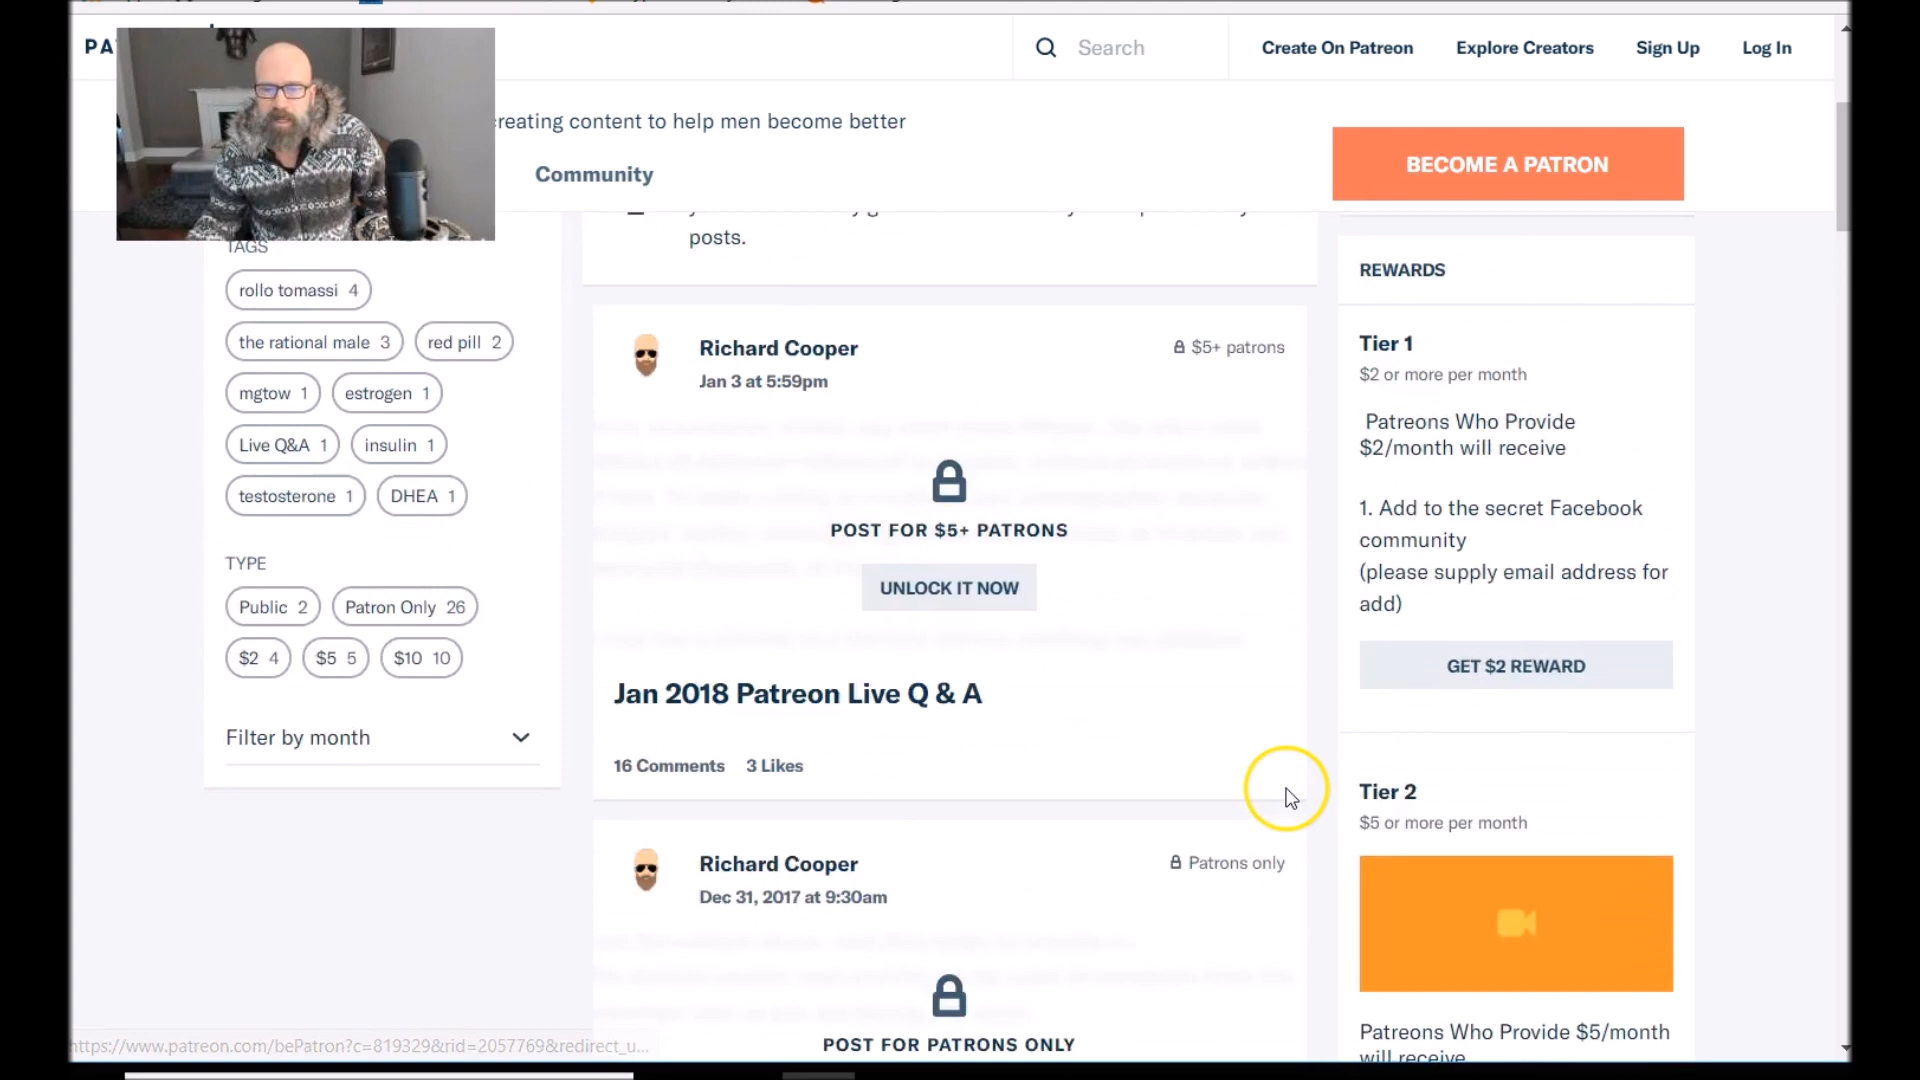 PA
Search
Create On Patreon
Explore Creators
Sign Up
Log In
creating content to help men become better
BECOME A PATRON
Community
posts.
TAGS
rollo tomassi 4
the rational male 3
red pill 2
mgtow 1
estrogen 1
Live Q&A 1
insulin 1
testosterone 1
DHEA 1
TYPE
Public 2
Patron Only 26
$2 4
$5 5
$10 10
Filter by month
Richard Cooper
$5+ patrons
Jan 3 at 5:59pm
POST FOR $5+ PATRONS
UNLOCK IT NOW
Jan 2018 Patreon Live Q & A
16 Comments
3 Likes
Richard Cooper
Patrons only
Dec 31, 2017 at 9:30am
POST FOR PATRONS ONLY
REWARDS
Tier 1
$2 or more per month
Patreons Who Provide
$2/month will receive
1. Add to the secret Facebook
community
(please supply email address for
add)
GET $2 REWARD
Tier 2
$5 or more per month
Patreons Who Provide $5/month
will receive
https://www.patreon.com/bePatron?c=819329&rid=2057769&redirect_u...